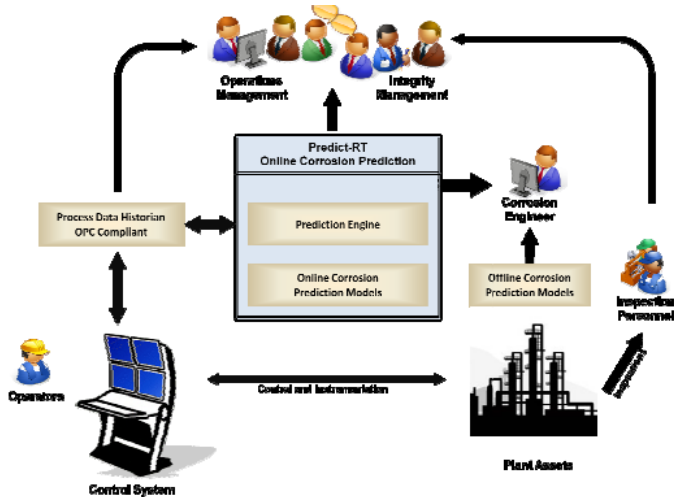 Operations
Management
Integrity
Management
Predict-RT
Online Corrosion Prediction
Process Data Historian
OPC Compliant
Prediction Engine
Online Corrosion
Prediction Models
Corrosion
Engineer
Offline Corrosion
Prediction Models
Inspection
Personnel
Operators
Control and Instrumentation
Inspections
Plant Assets
Control System